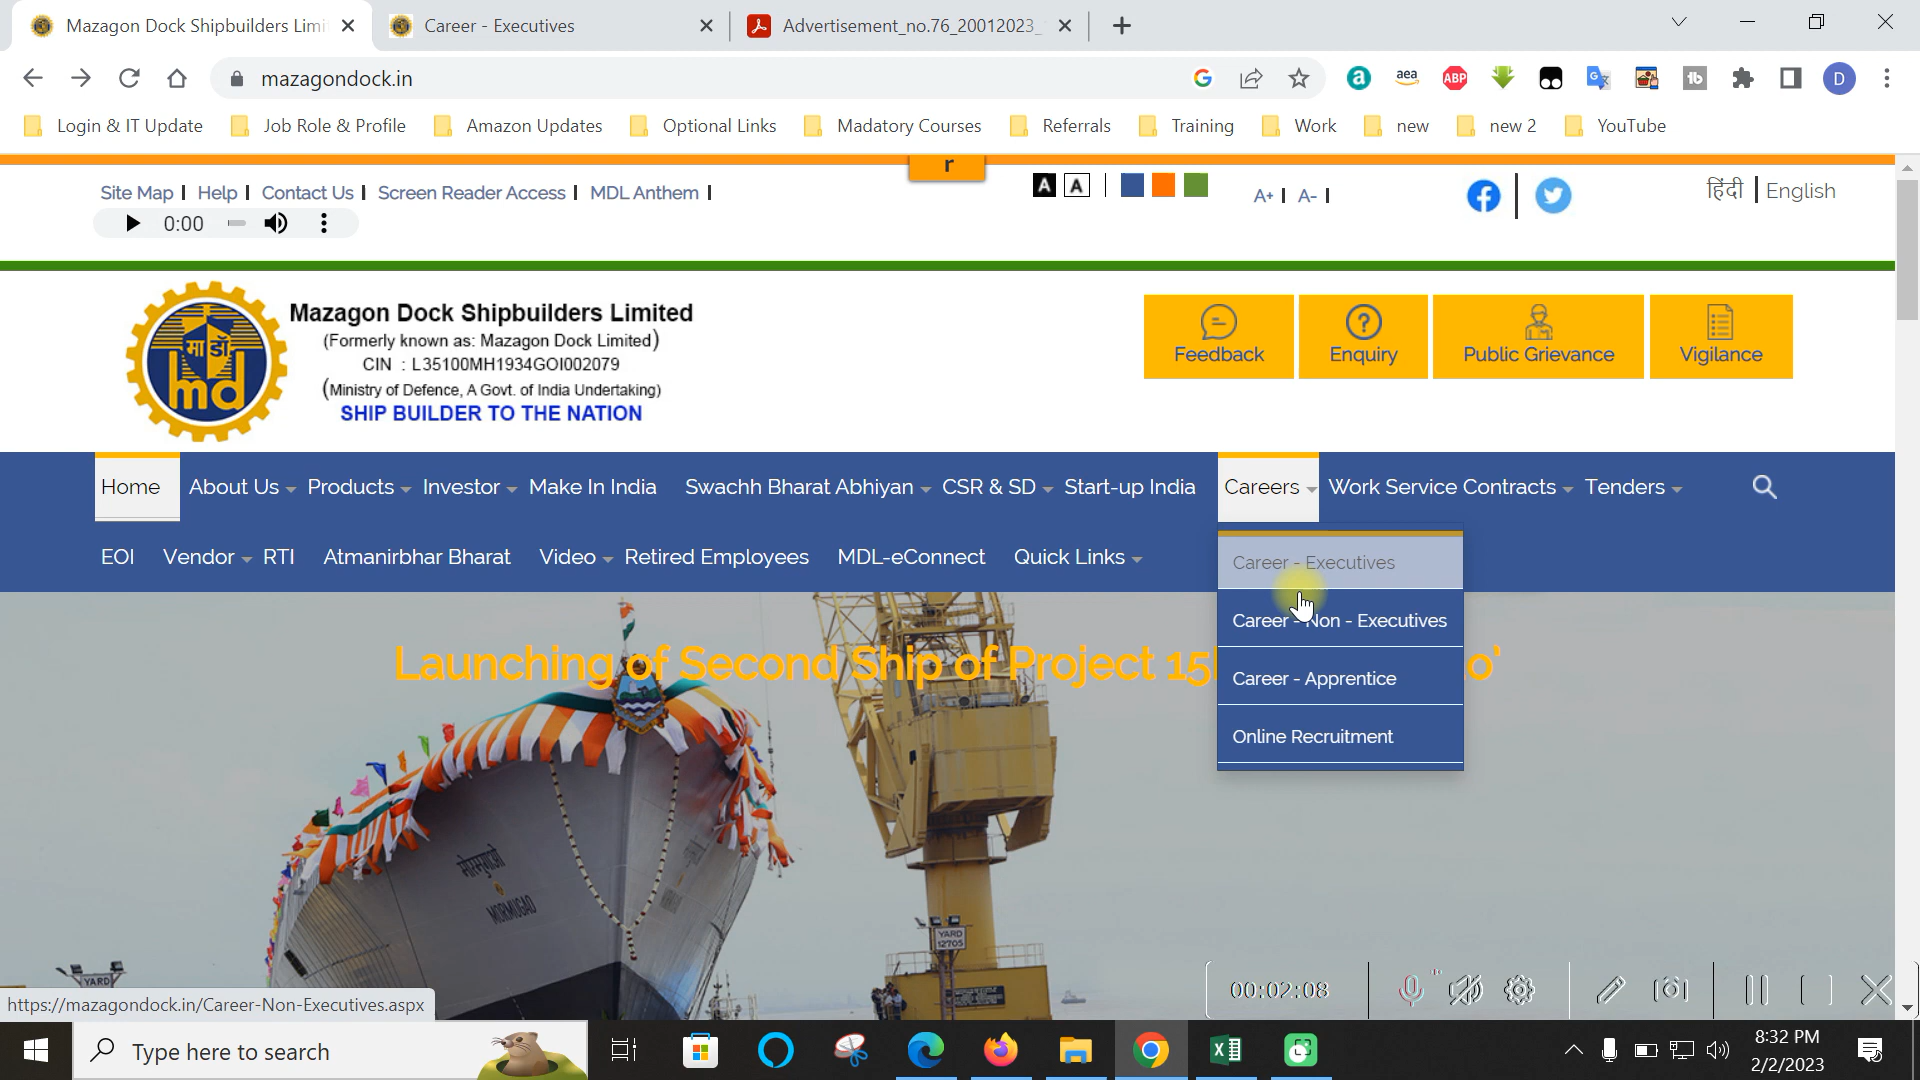 Mazagon Dock Shipbuilders Limi
Career - Executives
Advertisement_no.76_20012023_
mazagondock.in
D
Login & IT Update
Job Role & Profile
Amazon Updates
Optional Links
Madatory Courses
Referrals
Training
Work
new
new 2
YouTube
r
Site Map | Help | Contact Us | Screen Reader Access | MDL Anthem |
A A
A+ | A- |
हिंदी | English
0:00
माडॉ
md
Mazagon Dock Shipbuilders Limited
(Formerly known as: Mazagon Dock Limited)
CIN : L35100MH1934GOI002079
(Ministry of Defence, A Govt. of India Undertaking)
SHIP BUILDER TO THE NATION
Feedback
Enquiry
Public Grievance
Vigilance
Home About Us Products Investor Make In India Swachh Bharat Abhiyan CSR & SD Start-up India Careers Work Service Contracts Tenders
EOI Vendor RTI Atmanirbhar Bharat Video Retired Employees MDL-eConnect Quick Links
Career - Executives
Career - Non - Executives
Career - Apprentice
Online Recruitment
Launching of Second Ship of Project 15
MORMUGAO
YARD
12705
YARD
https://mazagondock.in/Career-Non-Executives.aspx
00:02:08
Type here to search
8:32 PM
2/2/2023